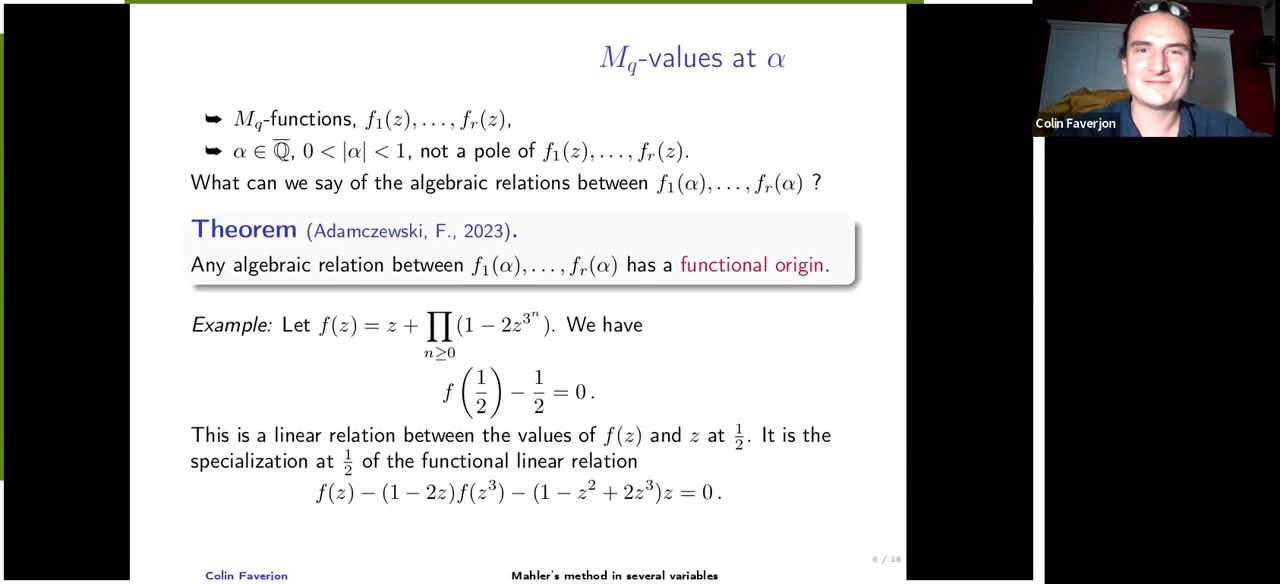 M_q-values at α
➥ M_q-functions, f_1(z), . . . , f_r(z),
➥ α ∈ ℚ̅, 0 < |α| < 1, not a pole of f_1(z), . . . , f_r(z).
What can we say of the algebraic relations between f_1(α), . . . , f_r(α) ?
Theorem (Adamczewski, F., 2023).
Any algebraic relation between f_1(α), . . . , f_r(α) has a functional origin.
Example: Let f(z) = z + ∏_{n≥0} (1 − 2z^{3^n}). We have
f(1/2) − 1/2 = 0 .
This is a linear relation between the values of f(z) and z at 1/2. It is the
specialization at 1/2 of the functional linear relation
f(z) − (1 − 2z)f(z^3) − (1 − z^2 + 2z^3)z = 0 .
6 / 18
Colin Faverjon Mahler's method in several variables
Colin Faverjon